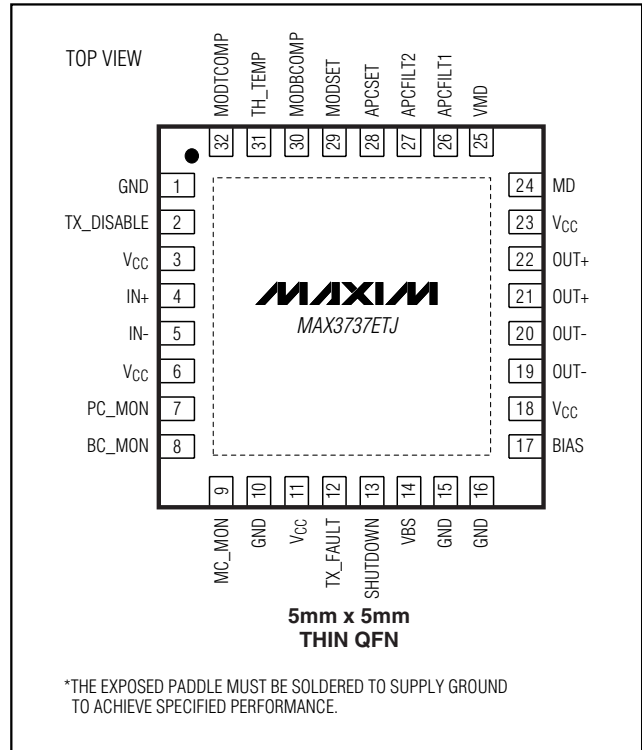 TOP VIEW
MODTCOMP
TH_TEMP
MODBCOMP
MODSET
APCSET
APCFILT2
APCFILT1
VMD
32 31 30 29 28 27 26 25
GND 1
TX_DISABLE 2
VCC 3
IN+ 4
IN- 5
VCC 6
PC_MON 7
BC_MON 8
MAXIM
MAX3737ETJ
24 MD
23 VCC
22 OUT+
21 OUT+
20 OUT-
19 OUT-
18 VCC
17 BIAS
9 10 11 12 13 14 15 16
MC_MON
GND
VCC
TX_FAULT
SHUTDOWN
VBS
GND
GND
5mm x 5mm
THIN QFN
*THE EXPOSED PADDLE MUST BE SOLDERED TO SUPPLY GROUND
TO ACHIEVE SPECIFIED PERFORMANCE.